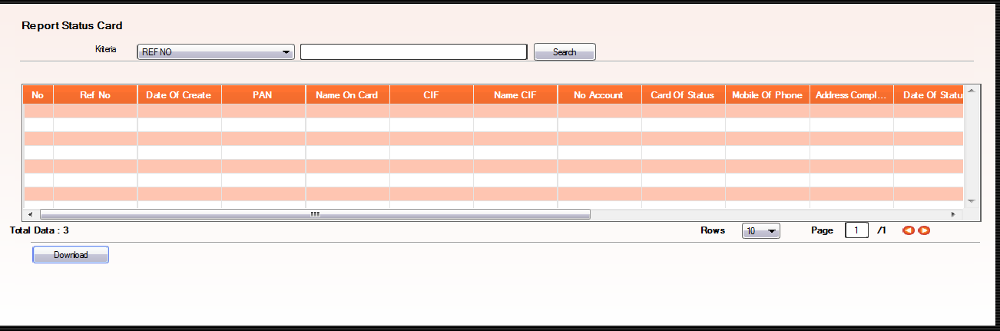 Report Status Card
Kriteria REF NO Search
No Ref No Date Of Create PAN Name On Card CIF Name CIF No Account Card Of Status Mobile Of Phone Address Compl... Date Of Statu
Total Data : 3 Rows 10 Page 1 /1
Download